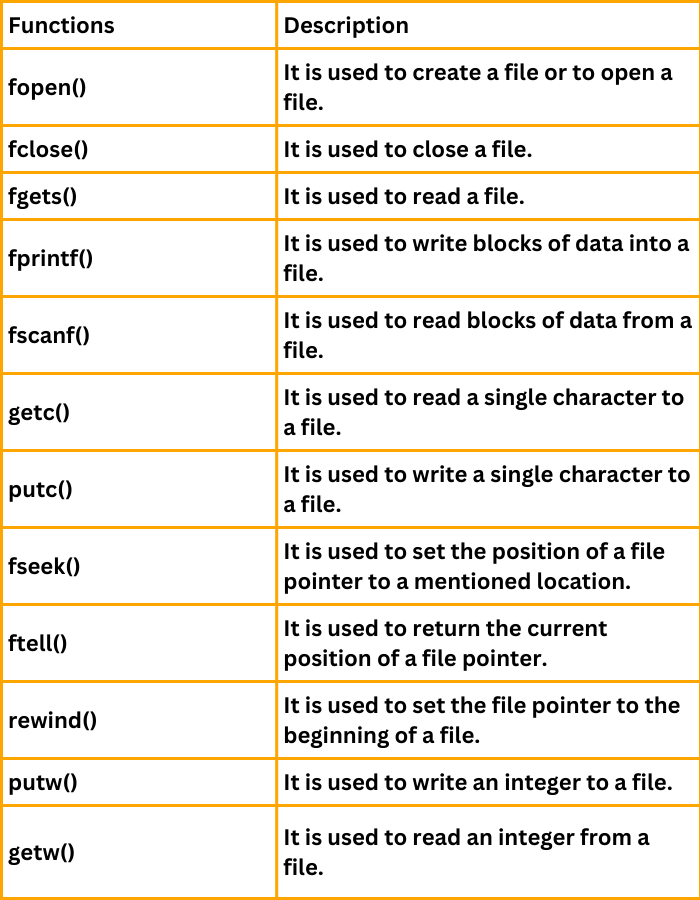 Functions
Description
fopen()
It is used to create a file or to open a
file.
fclose()
It is used to close a file.
fgets()
It is used to read a file.
fprintf()
It is used to write blocks of data into a
file.
fscanf()
It is used to read blocks of data from a
file.
getc()
It is used to read a single character to
a file.
putc()
It is used to write a single character to
a file.
fseek()
It is used to set the position of a file
pointer to a mentioned location.
ftell()
It is used to return the current
position of a file pointer.
rewind()
It is used to set the file pointer to the
beginning of a file.
putw()
It is used to write an integer to a file.
getw()
It is used to read an integer from a
file.